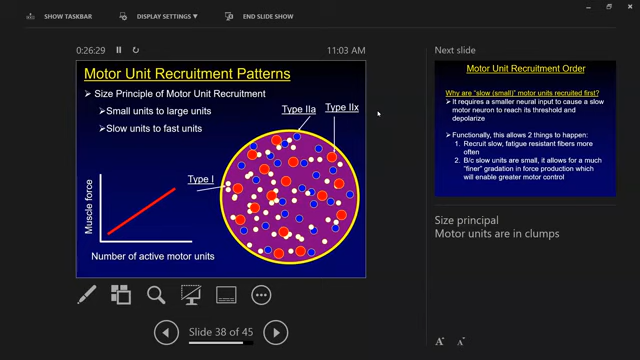 SHOW TASKBAR
DISPLAY SETTINGS
END SLIDE SHOW
0:26:29
11:03 AM
Motor Unit Recruitment Patterns
Size Principle of Motor Unit Recruitment
Small units to large units
Slow units to fast units
Type IIa
Type IIx
Type I
Muscle force
Number of active motor units
Slide 38 of 45
Next slide
Motor Unit Recruitment Order
Why are "slow (small)" motor units recruited first?
It requires a smaller neural input to cause a slow
motor neuron to reach its threshold and
depolarize
Functionally, this allows 2 things to happen:
1. Recruit slow, fatigue resistant fibers more
often
2. B/c slow units are small, it allows for a much
"finer" gradation in force production which
will enable greater motor control
Size principal
Motor units are in clumps
A
A